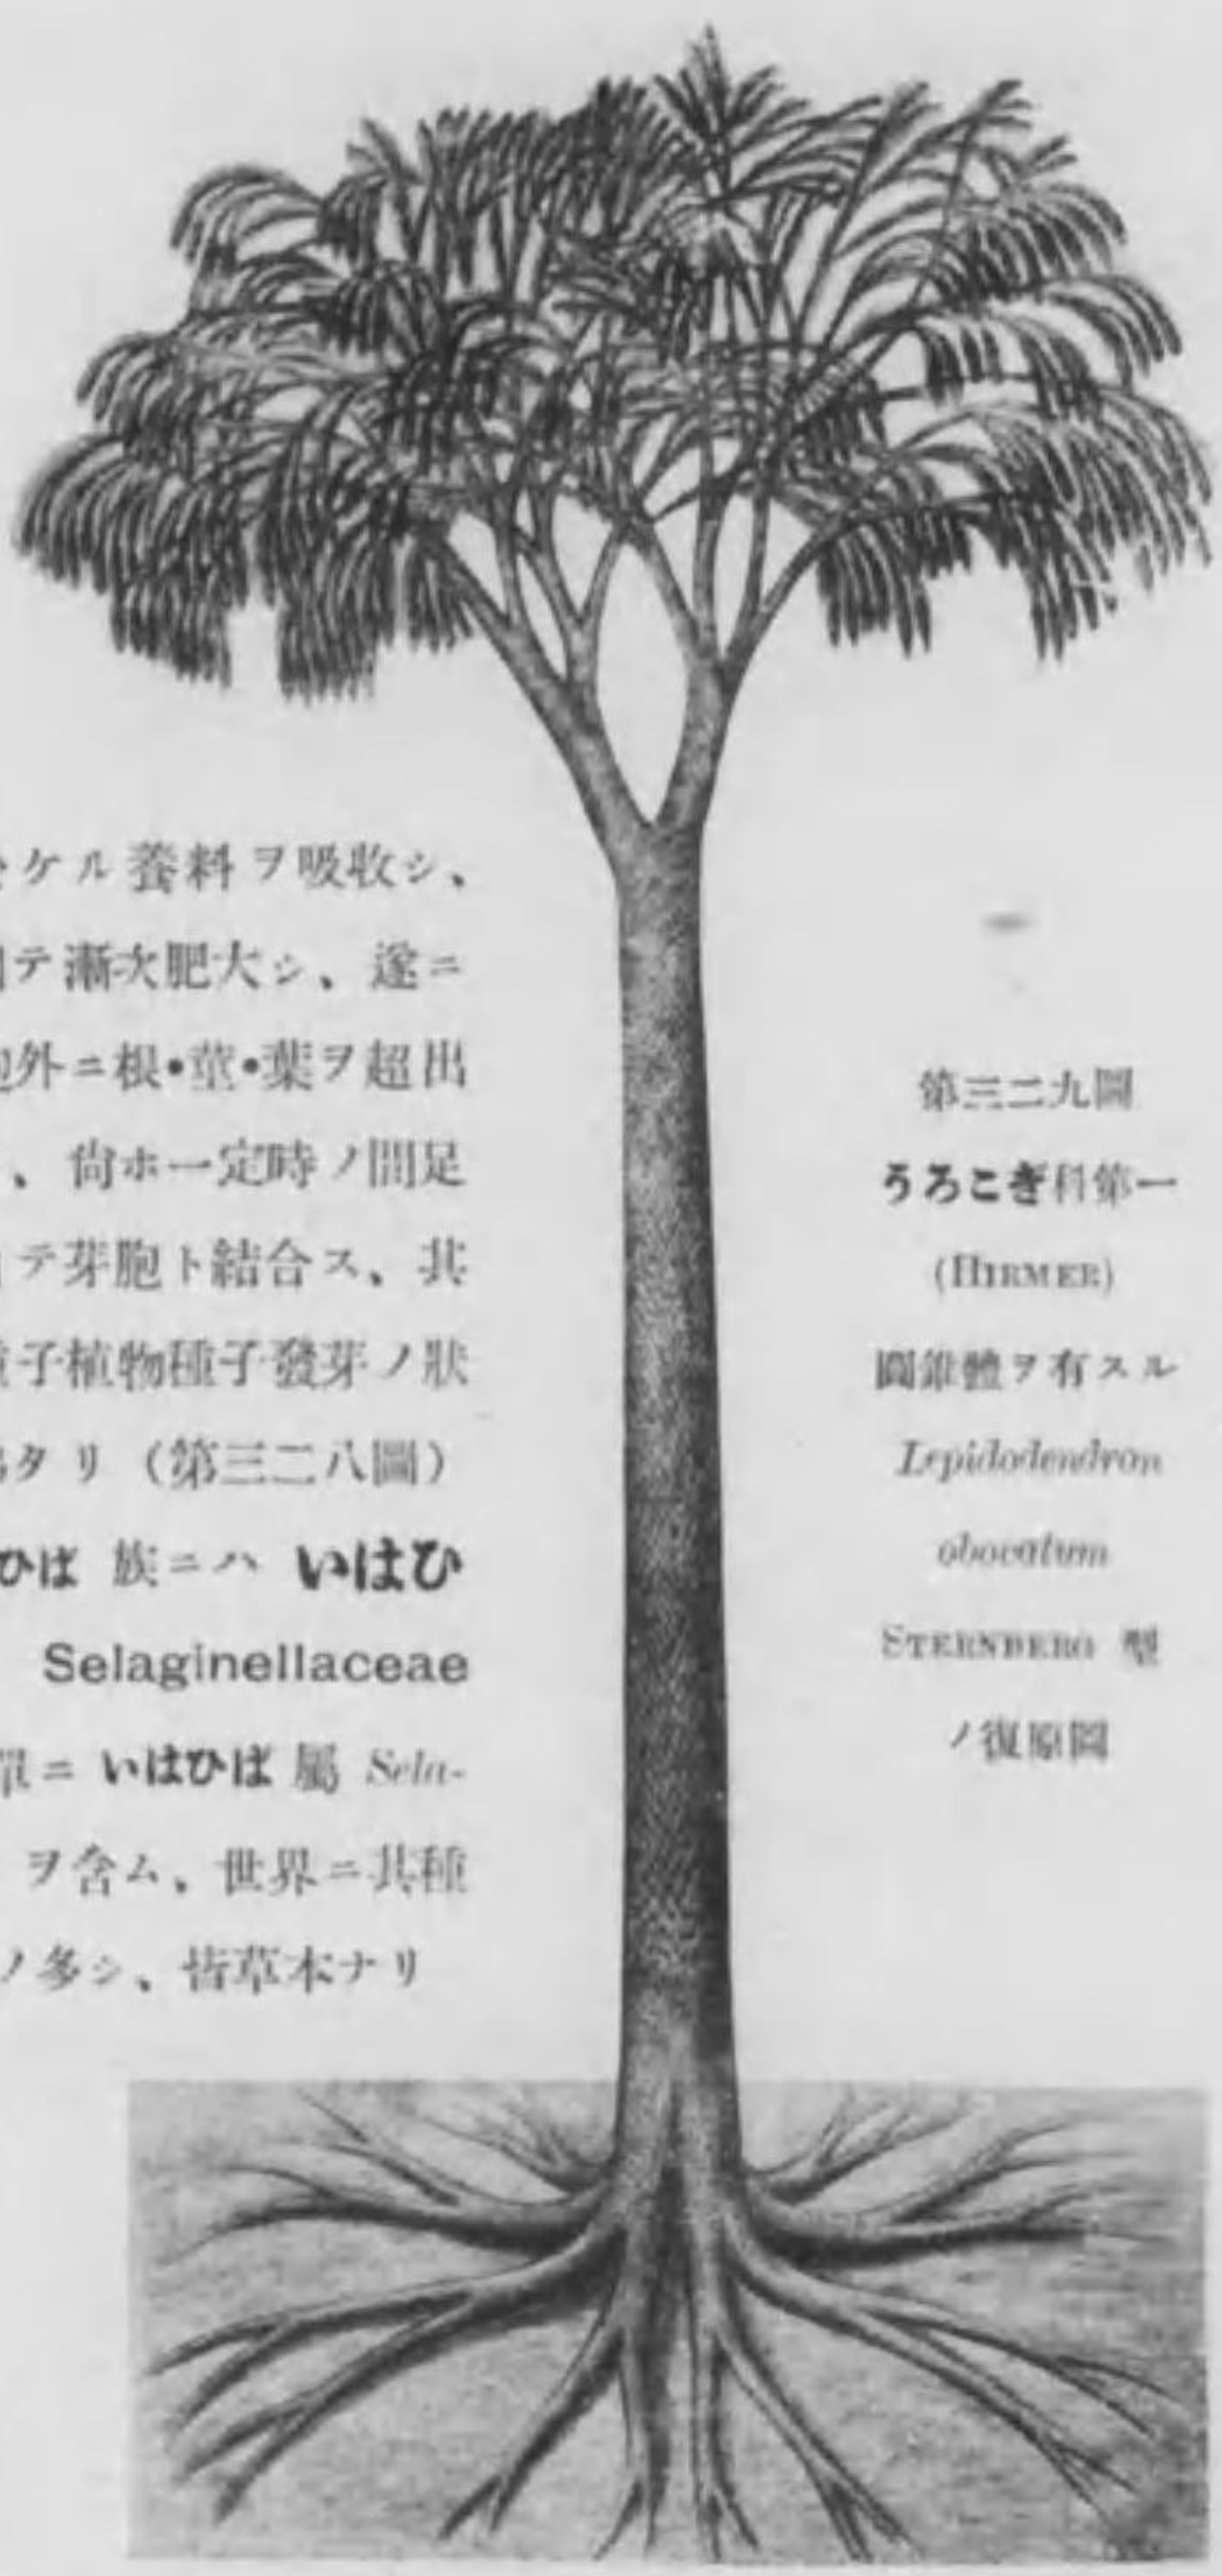 ケル養料ヲ吸收シ、
テ漸次肥大シ、遂ニ
外ニ根•莖•葉ヲ超出
、尙ホ一定時ノ間足
テ芽胞ト結合ス、其
子植物種子發芽ノ狀
タリ（第三二八圖）
ひば 族ニハ いはひ
Selaginellaceae
單ニ いはひば 屬 Sela-
ヲ含ム、世界ニ其種
ノ多シ、皆草本ナリ
第三二九圖
うろこぎ科第一
(HIRMER)
圓錐體ヲ有スル
Lepidodendron
obovatum
STERNBERG 型
ノ復原圖